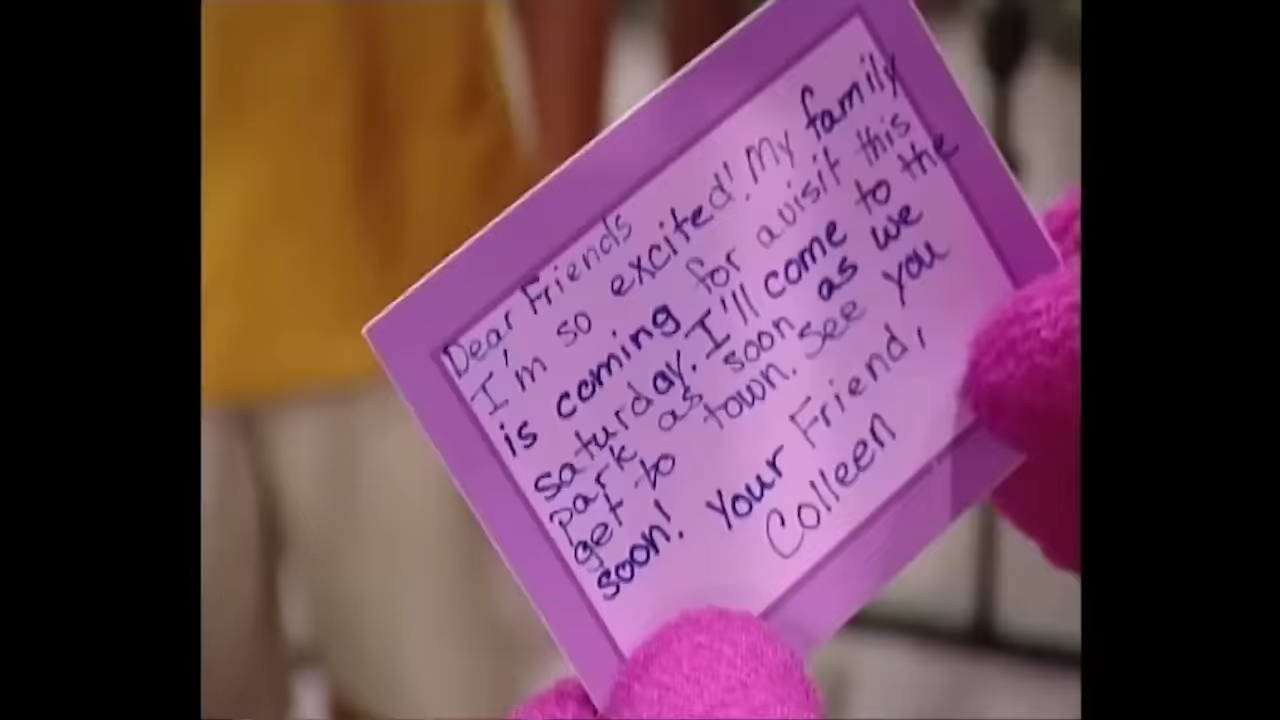 Dear Friends
I'm so excited! My family
is coming for a visit this
saturday. I'll come to the
park as soon as we
get to town. See you
soon! Your Friend,
Colleen